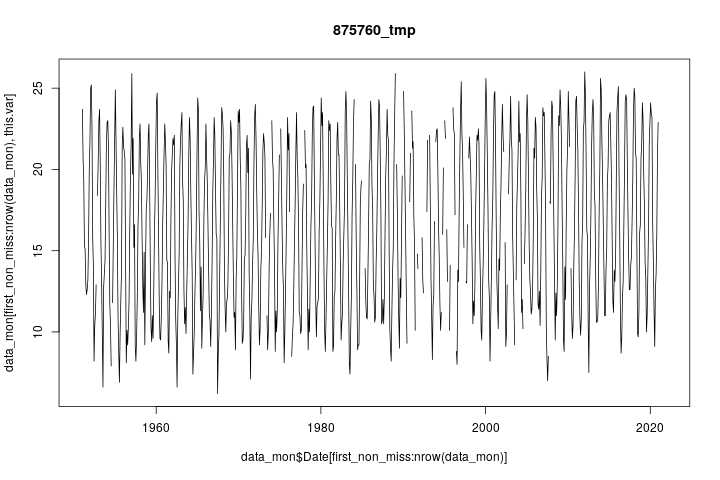 875760_tmp
data_mon[first_non_miss:nrow(data_mon), this.var]
25
20
15
10
1960
1980
2000
2020
data_mon$Date[first_non_miss:nrow(data_mon)]